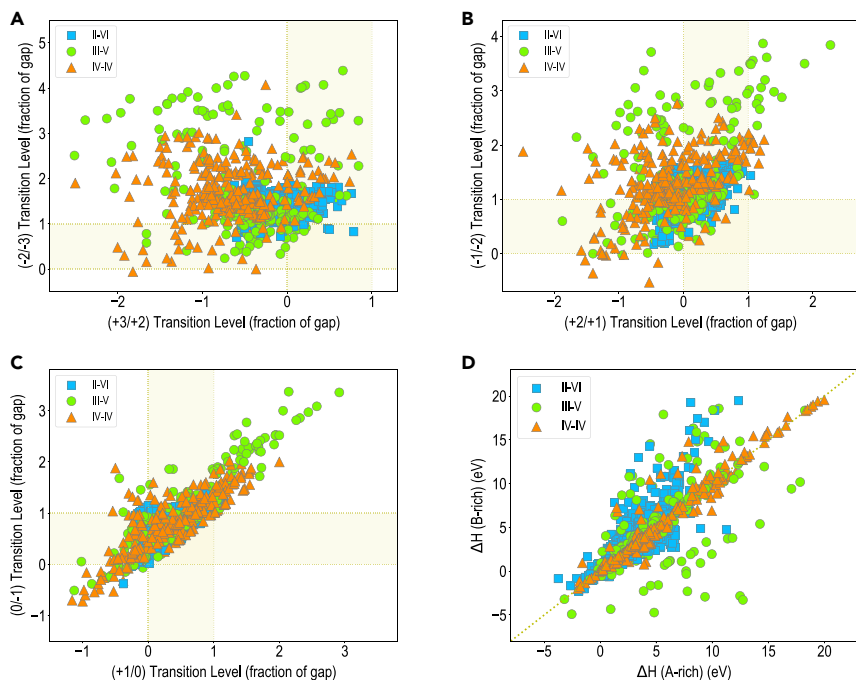 A
II-VI
III-V
IV-IV
5
4
3
2
1
0
(-2/-3) Transition Level (fraction of gap)
−2
−1
0
1
(+3/+2) Transition Level (fraction of gap)
B
II-VI
III-V
IV-IV
4
3
2
1
0
(-1/-2) Transition Level (fraction of gap)
−2
−1
0
1
2
(+2/+1) Transition Level (fraction of gap)
C
II-VI
III-V
IV-IV
3
2
1
0
−1
(0/-1) Transition Level (fraction of gap)
−1
0
1
2
3
(+1/0) Transition Level (fraction of gap)
D
II-VI
III-V
IV-IV
20
15
10
5
0
−5
ΔH (B-rich) (eV)
−5
0
5
10
15
20
ΔH (A-rich) (eV)